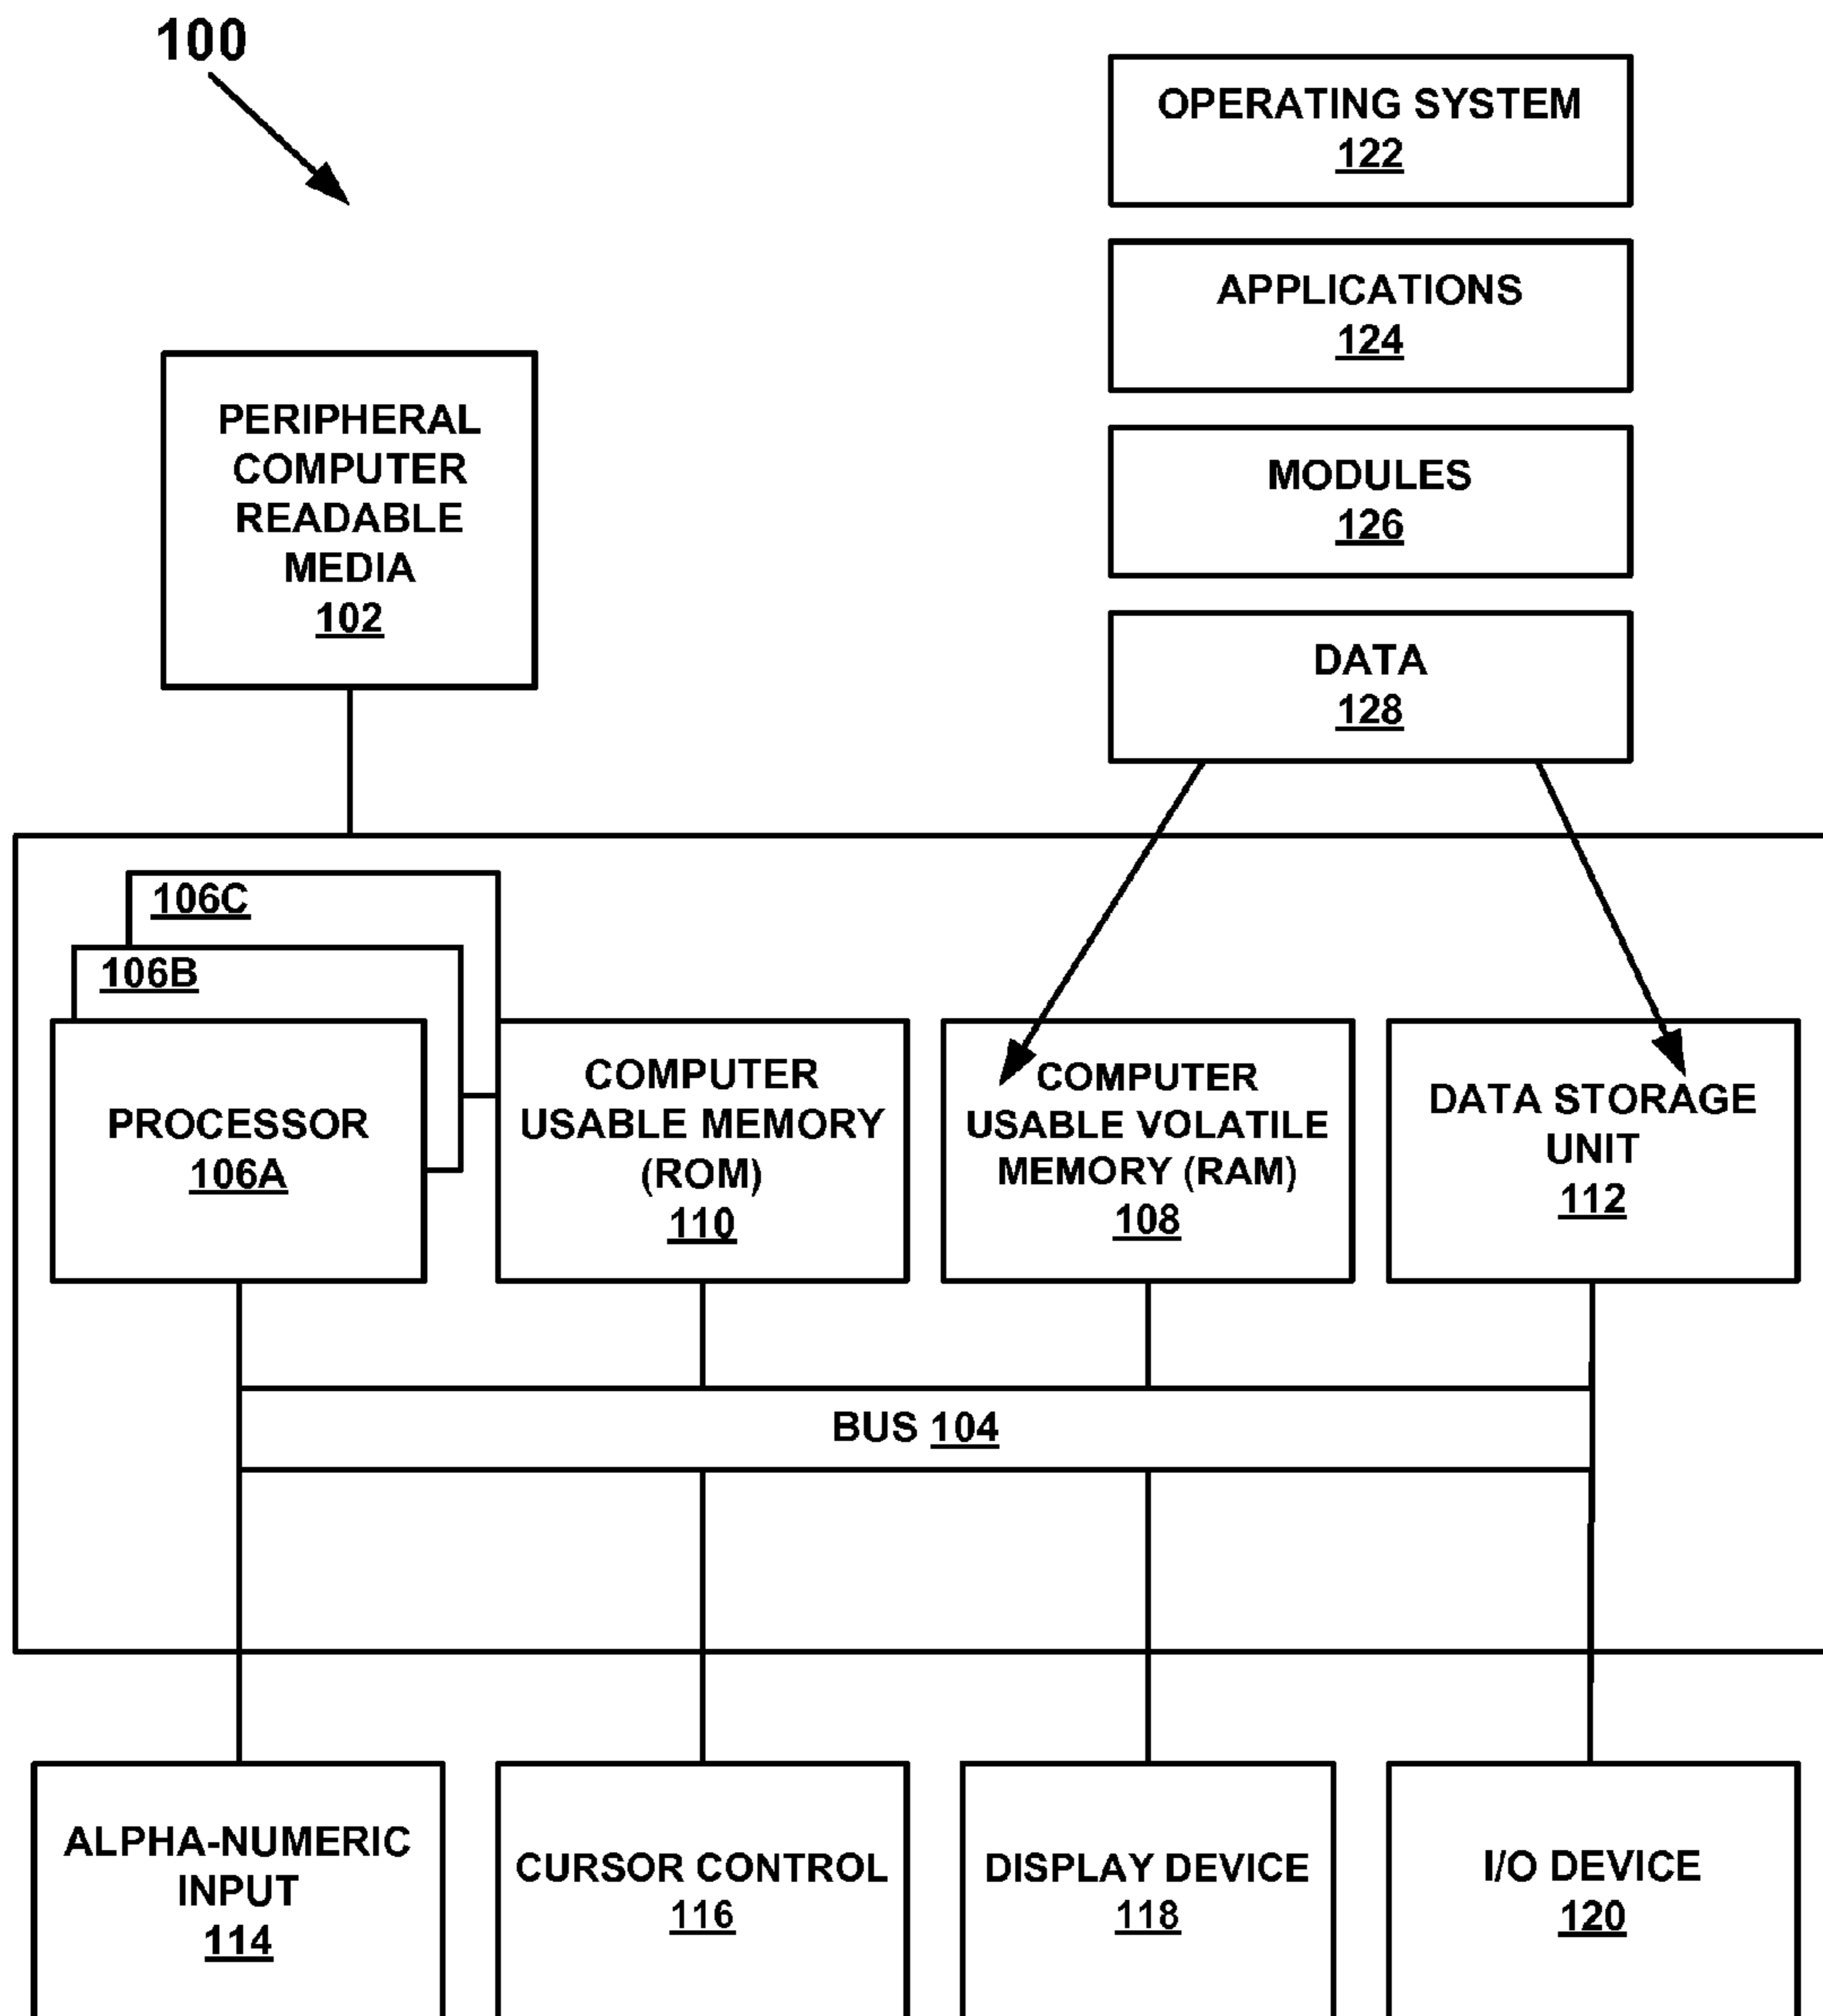 100
OPERATING SYSTEM
122
APPLICATIONS
124
PERIPHERAL
COMPUTER
READABLE
MEDIA
102
MODULES
126
DATA
128
106C
106B
PROCESSOR
106A
COMPUTER
USABLE MEMORY
(ROM)
110
COMPUTER
USABLE VOLATILE
MEMORY (RAM)
108
DATA STORAGE
UNIT
112
BUS 104
ALPHA-NUMERIC
INPUT
114
CURSOR CONTROL
116
DISPLAY DEVICE
118
I/O DEVICE
120